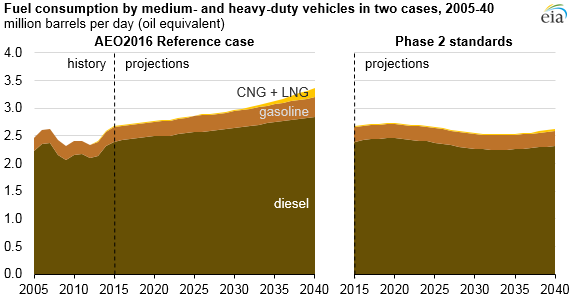 Fuel consumption by medium- and heavy-duty vehicles in two cases, 2005-40
million barrels per day (oil equivalent)
eia
AEO2016 Reference case
Phase 2 standards
4.0
3.5
3.0
2.5
2.0
1.5
1.0
0.5
0.0
history
projections
CNG + LNG
gasoline
diesel
projections
2005 2010 2015 2020 2025 2030 2035 2040
2015 2020 2025 2030 2035 2040